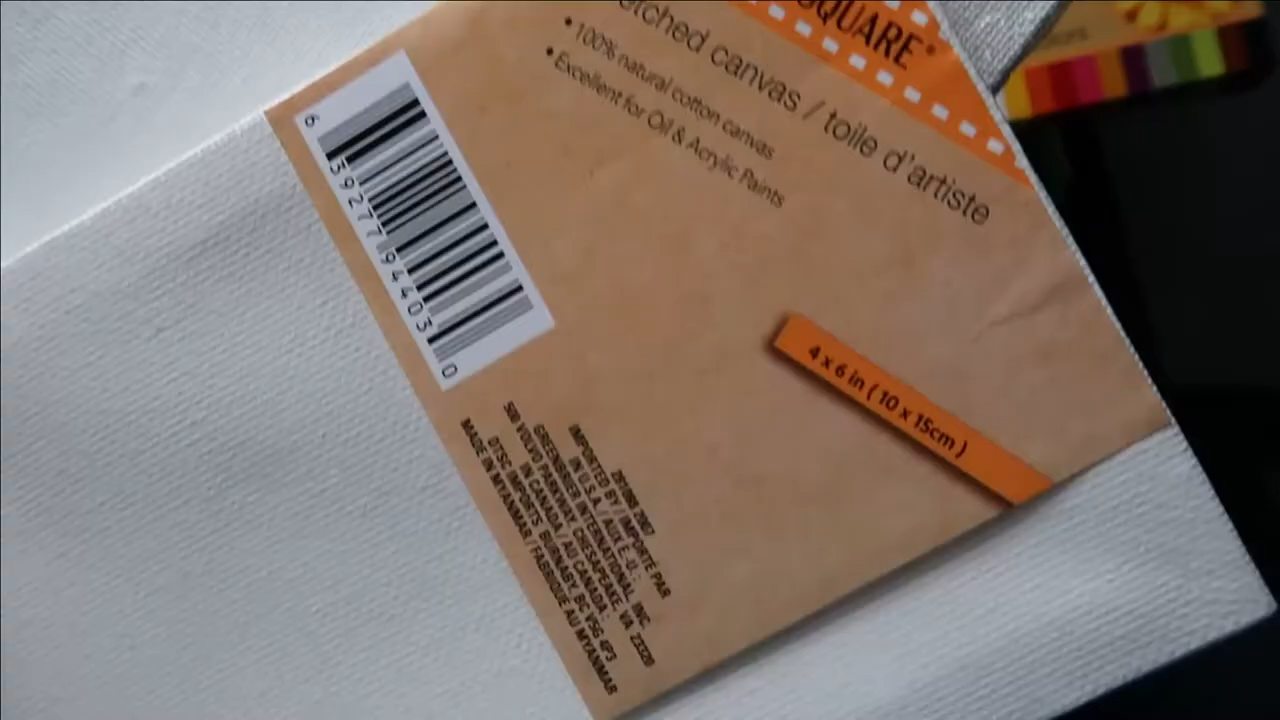 SQUARE®
etched canvas / toile d'artiste
• 100% natural cotton canvas
• Excellent for Oil & Acrylic Paints
6 39277 94403 0
4 x 6 in ( 10 x 15cm )
IMPORTED BY / IMPORTÉ PAR
IN U.S.A. / AUX É.-U. :
GREENBRIER INTERNATIONAL, INC.
500 VOLVO PARKWAY, CHESAPEAKE, VA 23320
IN CANADA / AU CANADA :
DTSC IMPORTS BURNABY, BC V5G 4P3
MADE IN MYANMAR / FABRIQUÉ AU MYANMAR